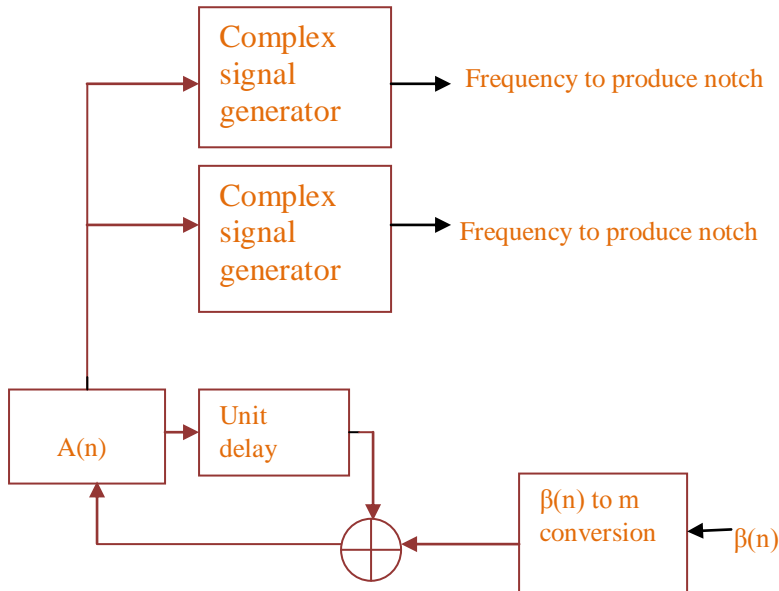 Complex
signal
generator
Frequency to produce notch
Complex
signal
generator
Frequency to produce notch
A(n)
Unit
delay
β(n) to m
conversion
β(n)